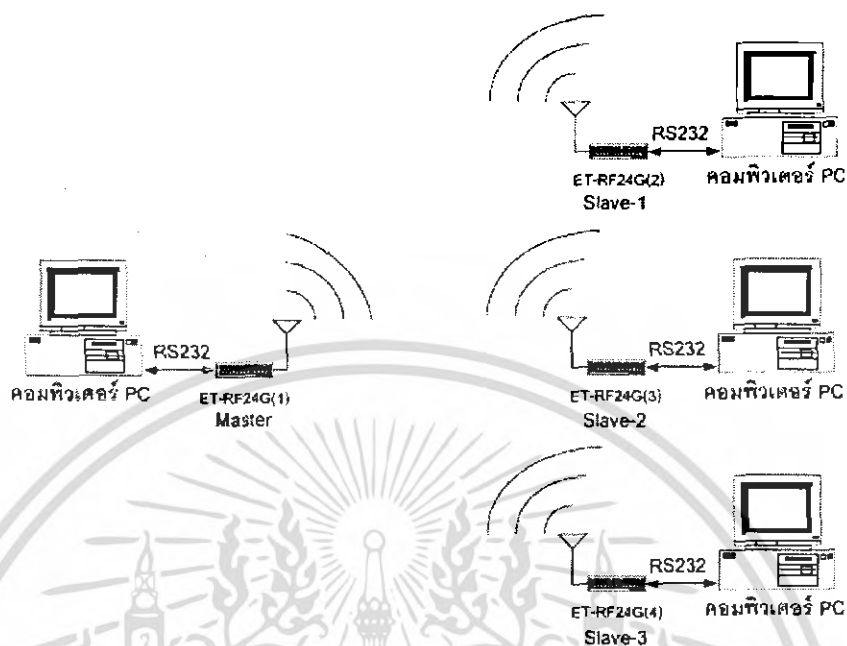 RS232
ET-RF24G(2)
Slave-1
คอมพิวเตอร์ PC
RS232
คอมพิวเตอร์ PC
ET-RF24G(1)
Master
RS232
ET-RF24G(3)
Slave-2
คอมพิวเตอร์ PC
RS232
ET-RF24G(4)
Slave-3
คอมพิวเตอร์ PC